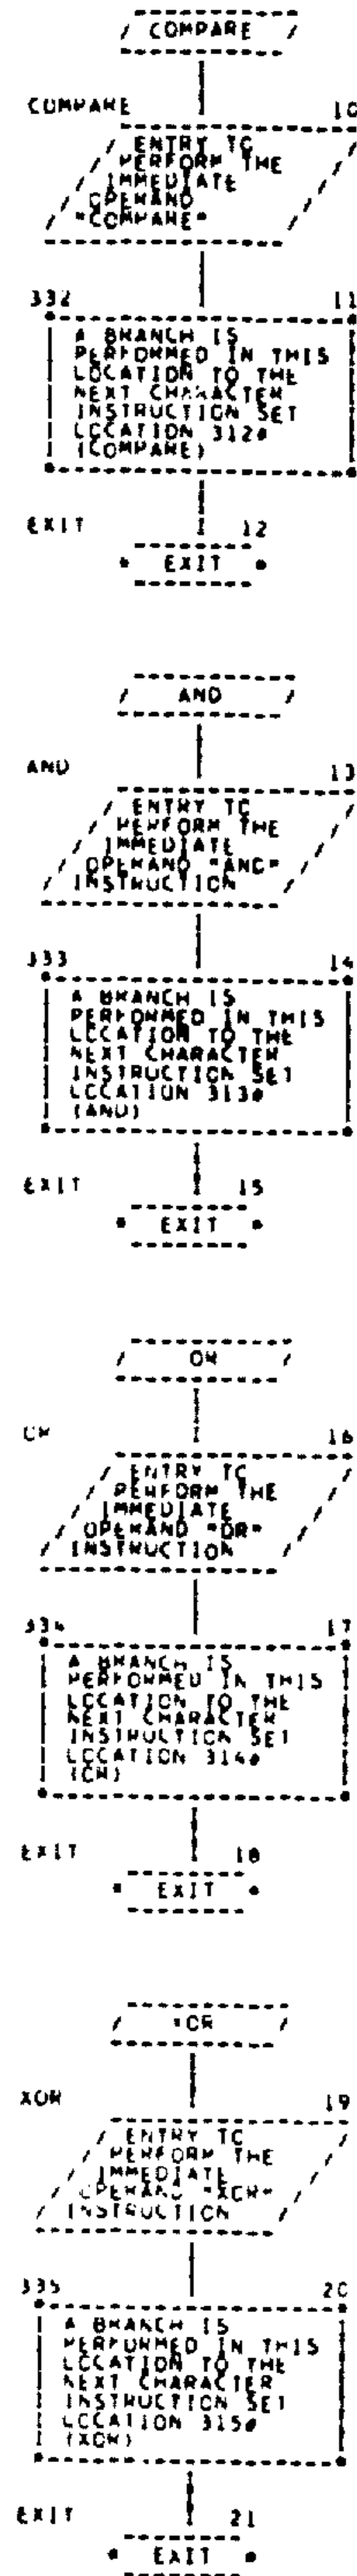 / COMPARE /
COMPARE 10
/ ENTRY TO
/ PERFORM THE /
/ IMMEDIATE /
/ OPERAND /
/ "COMPARE" /
332 11
A BRANCH IS
PERFORMED IN THIS
LOCATION TO THE
NEXT CHARACTER
INSTRUCTION SET
LOCATION 312#
(COMPARE)
EXIT 12
* EXIT *
/ AND /
AND 13
/ ENTRY TO
/ PERFORM THE /
/ IMMEDIATE /
/ OPERAND "AND" /
/ INSTRUCTION /
333 14
A BRANCH IS
PERFORMED IN THIS
LOCATION TO THE
NEXT CHARACTER
INSTRUCTION SET
LOCATION 313#
(AND)
EXIT 15
* EXIT *
/ OR /
OR 16
/ ENTRY TO
/ PERFORM THE /
/ IMMEDIATE /
/ OPERAND "OR" /
/ INSTRUCTION /
334 17
A BRANCH IS
PERFORMED IN THIS
LOCATION TO THE
NEXT CHARACTER
INSTRUCTION SET
LOCATION 314#
(OR)
EXIT 18
* EXIT *
/ XOR /
XOR 19
/ ENTRY TO
/ PERFORM THE /
/ IMMEDIATE /
/ OPERAND "XOR" /
/ INSTRUCTION /
335 20
A BRANCH IS
PERFORMED IN THIS
LOCATION TO THE
NEXT CHARACTER
INSTRUCTION SET
LOCATION 315#
(XOR)
EXIT 21
* EXIT *